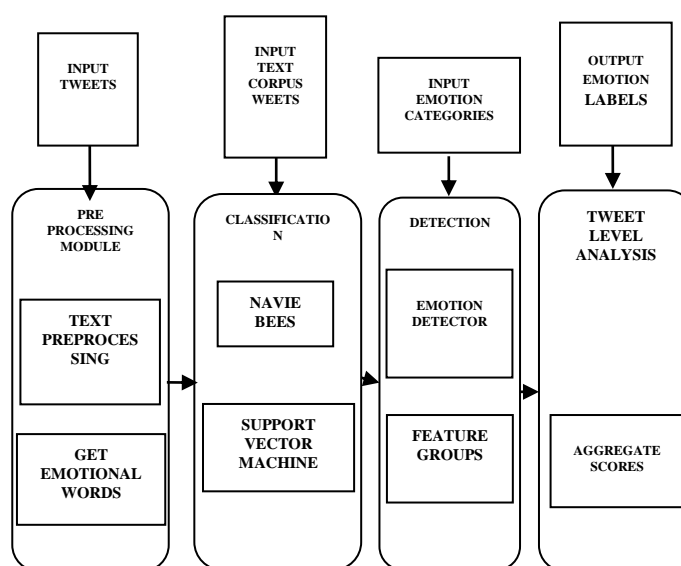 INPUT
TWEETS
INPUT
TEXT
CORPUS
WEETS
INPUT
EMOTION
CATEGORIES
OUTPUT
EMOTION
LABELS
PRE
PROCESSING
MODULE
TEXT
PREPROCES
SING
GET
EMOTIONAL
WORDS
CLASSIFICATIO
N
NAVIE
BEES
SUPPORT
VECTOR
MACHINE
DETECTION
EMOTION
DETECTOR
FEATURE
GROUPS
TWEET
LEVEL
ANALYSIS
AGGREGATE
SCORES